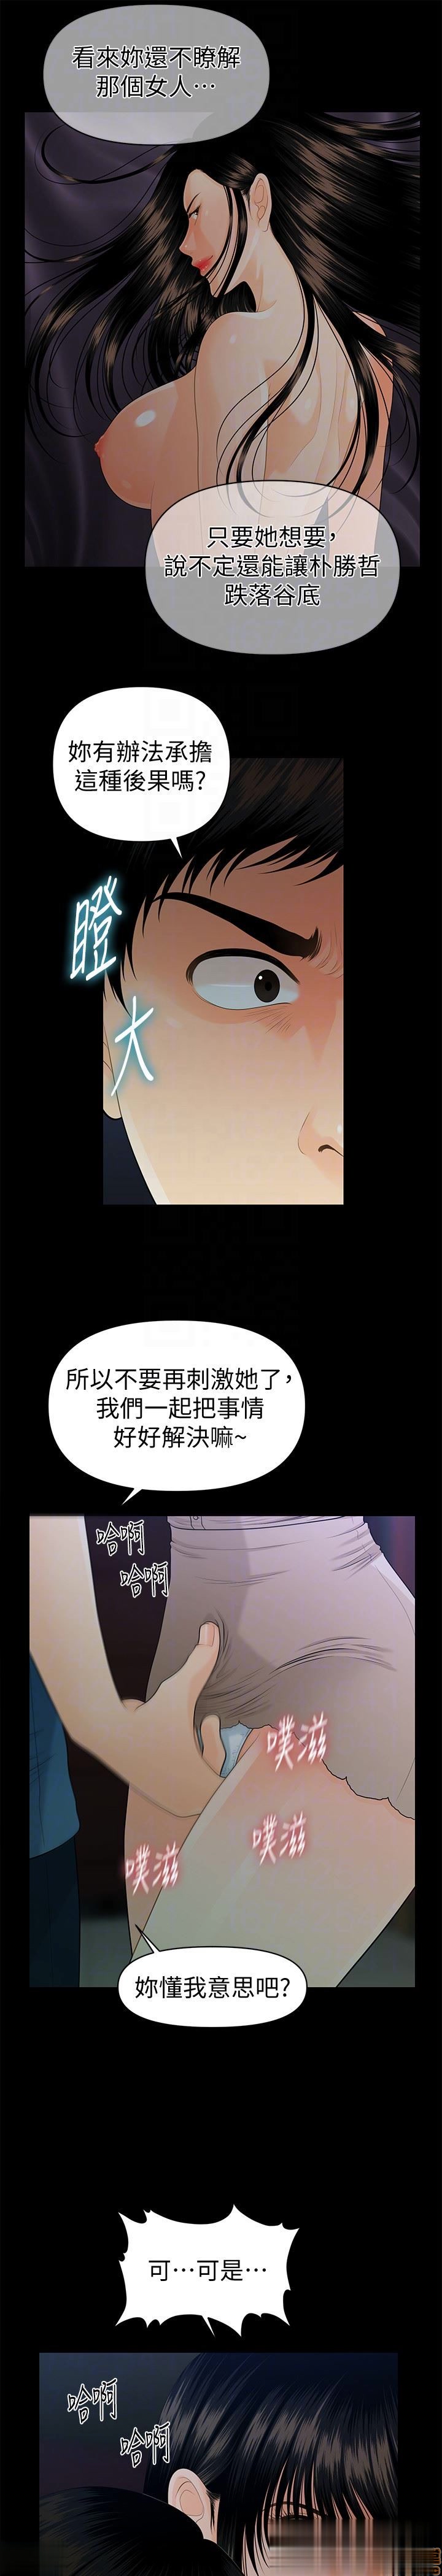 看來妳還不瞭解
那個女人⋯
只要她想要，
說不定還能讓朴勝哲
跌落谷底
妳有辦法承擔
這種後果嗎?
瞪
大
所以不要再刺激她了，
我們一起把事情
好好解決嘛~
哈啊
哈啊
噗滋
噗滋
噗滋
妳懂我意思吧?
可⋯可是⋯
哈啊
哈啊